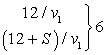 12/v₁
(12 + S)/v₁ } 6